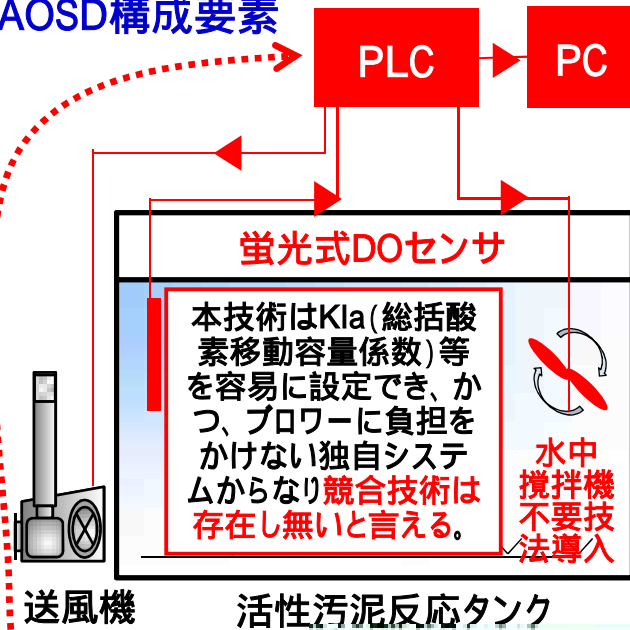 AOSD構成要素
PLC
PC
蛍光式DOセンサ
本技術はKla(総括酸
素移動容量係数)等
を容易に設定でき、か
つ、ブロワーに負担を
かけない独自システ
ムからなり競合技術は
存在し無いと言える。
水中
撹拌機
不要技
法導入
送風機
活性汚泥反応タンク